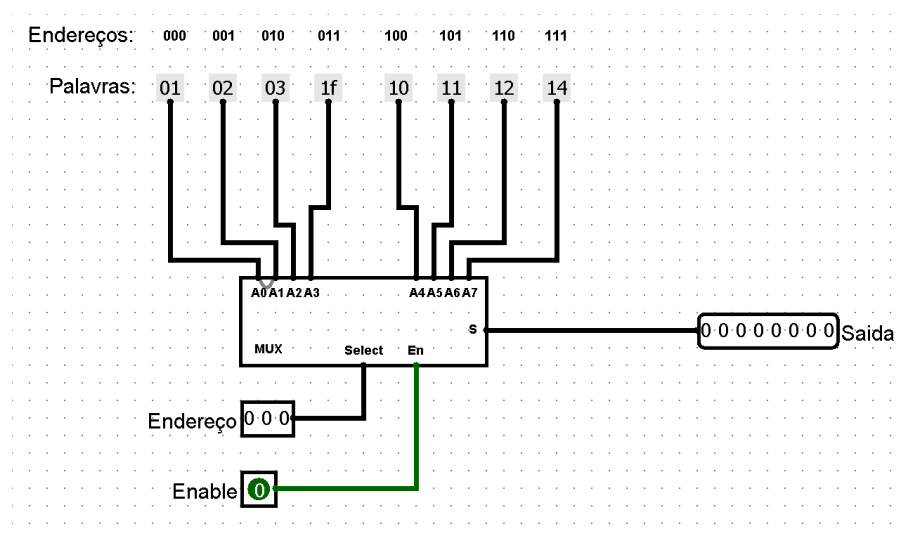 Endereços: 000 001 010 011 100 101 110 111
Palavras: 01 02 03 1f 10 11 12 14
A0 A1 A2 A3 A4 A5 A6 A7
S
0 0 0 0 0 0 0 0 Saida
MUX Select En
Endereço 0 0 0
Enable 0